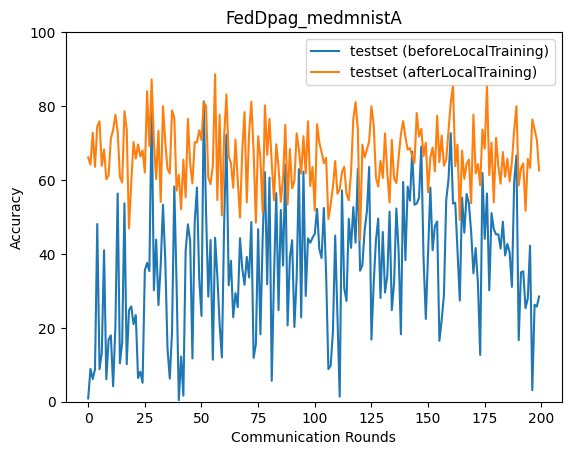 FedDpag_medmnistA
testset (beforeLocalTraining)
testset (afterLocalTraining)
Accuracy
100
80
60
40
20
0
0 25 50 75 100 125 150 175 200
Communication Rounds